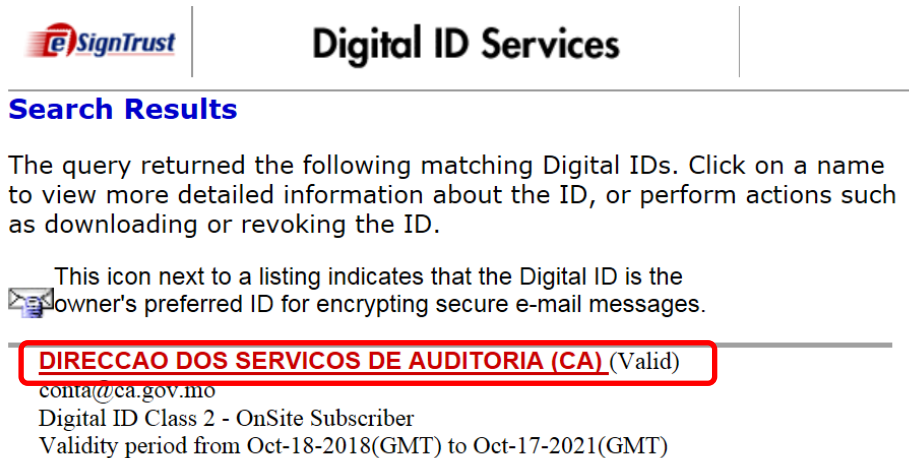 eSignTrust
Digital ID Services
Search Results
The query returned the following matching Digital IDs. Click on a name
to view more detailed information about the ID, or perform actions such
as downloading or revoking the ID.
This icon next to a listing indicates that the Digital ID is the
owner's preferred ID for encrypting secure e-mail messages.
DIRECCAO DOS SERVICOS DE AUDITORIA (CA) (Valid)
conta@ca.gov.mo
Digital ID Class 2 - OnSite Subscriber
Validity period from Oct-18-2018(GMT) to Oct-17-2021(GMT)